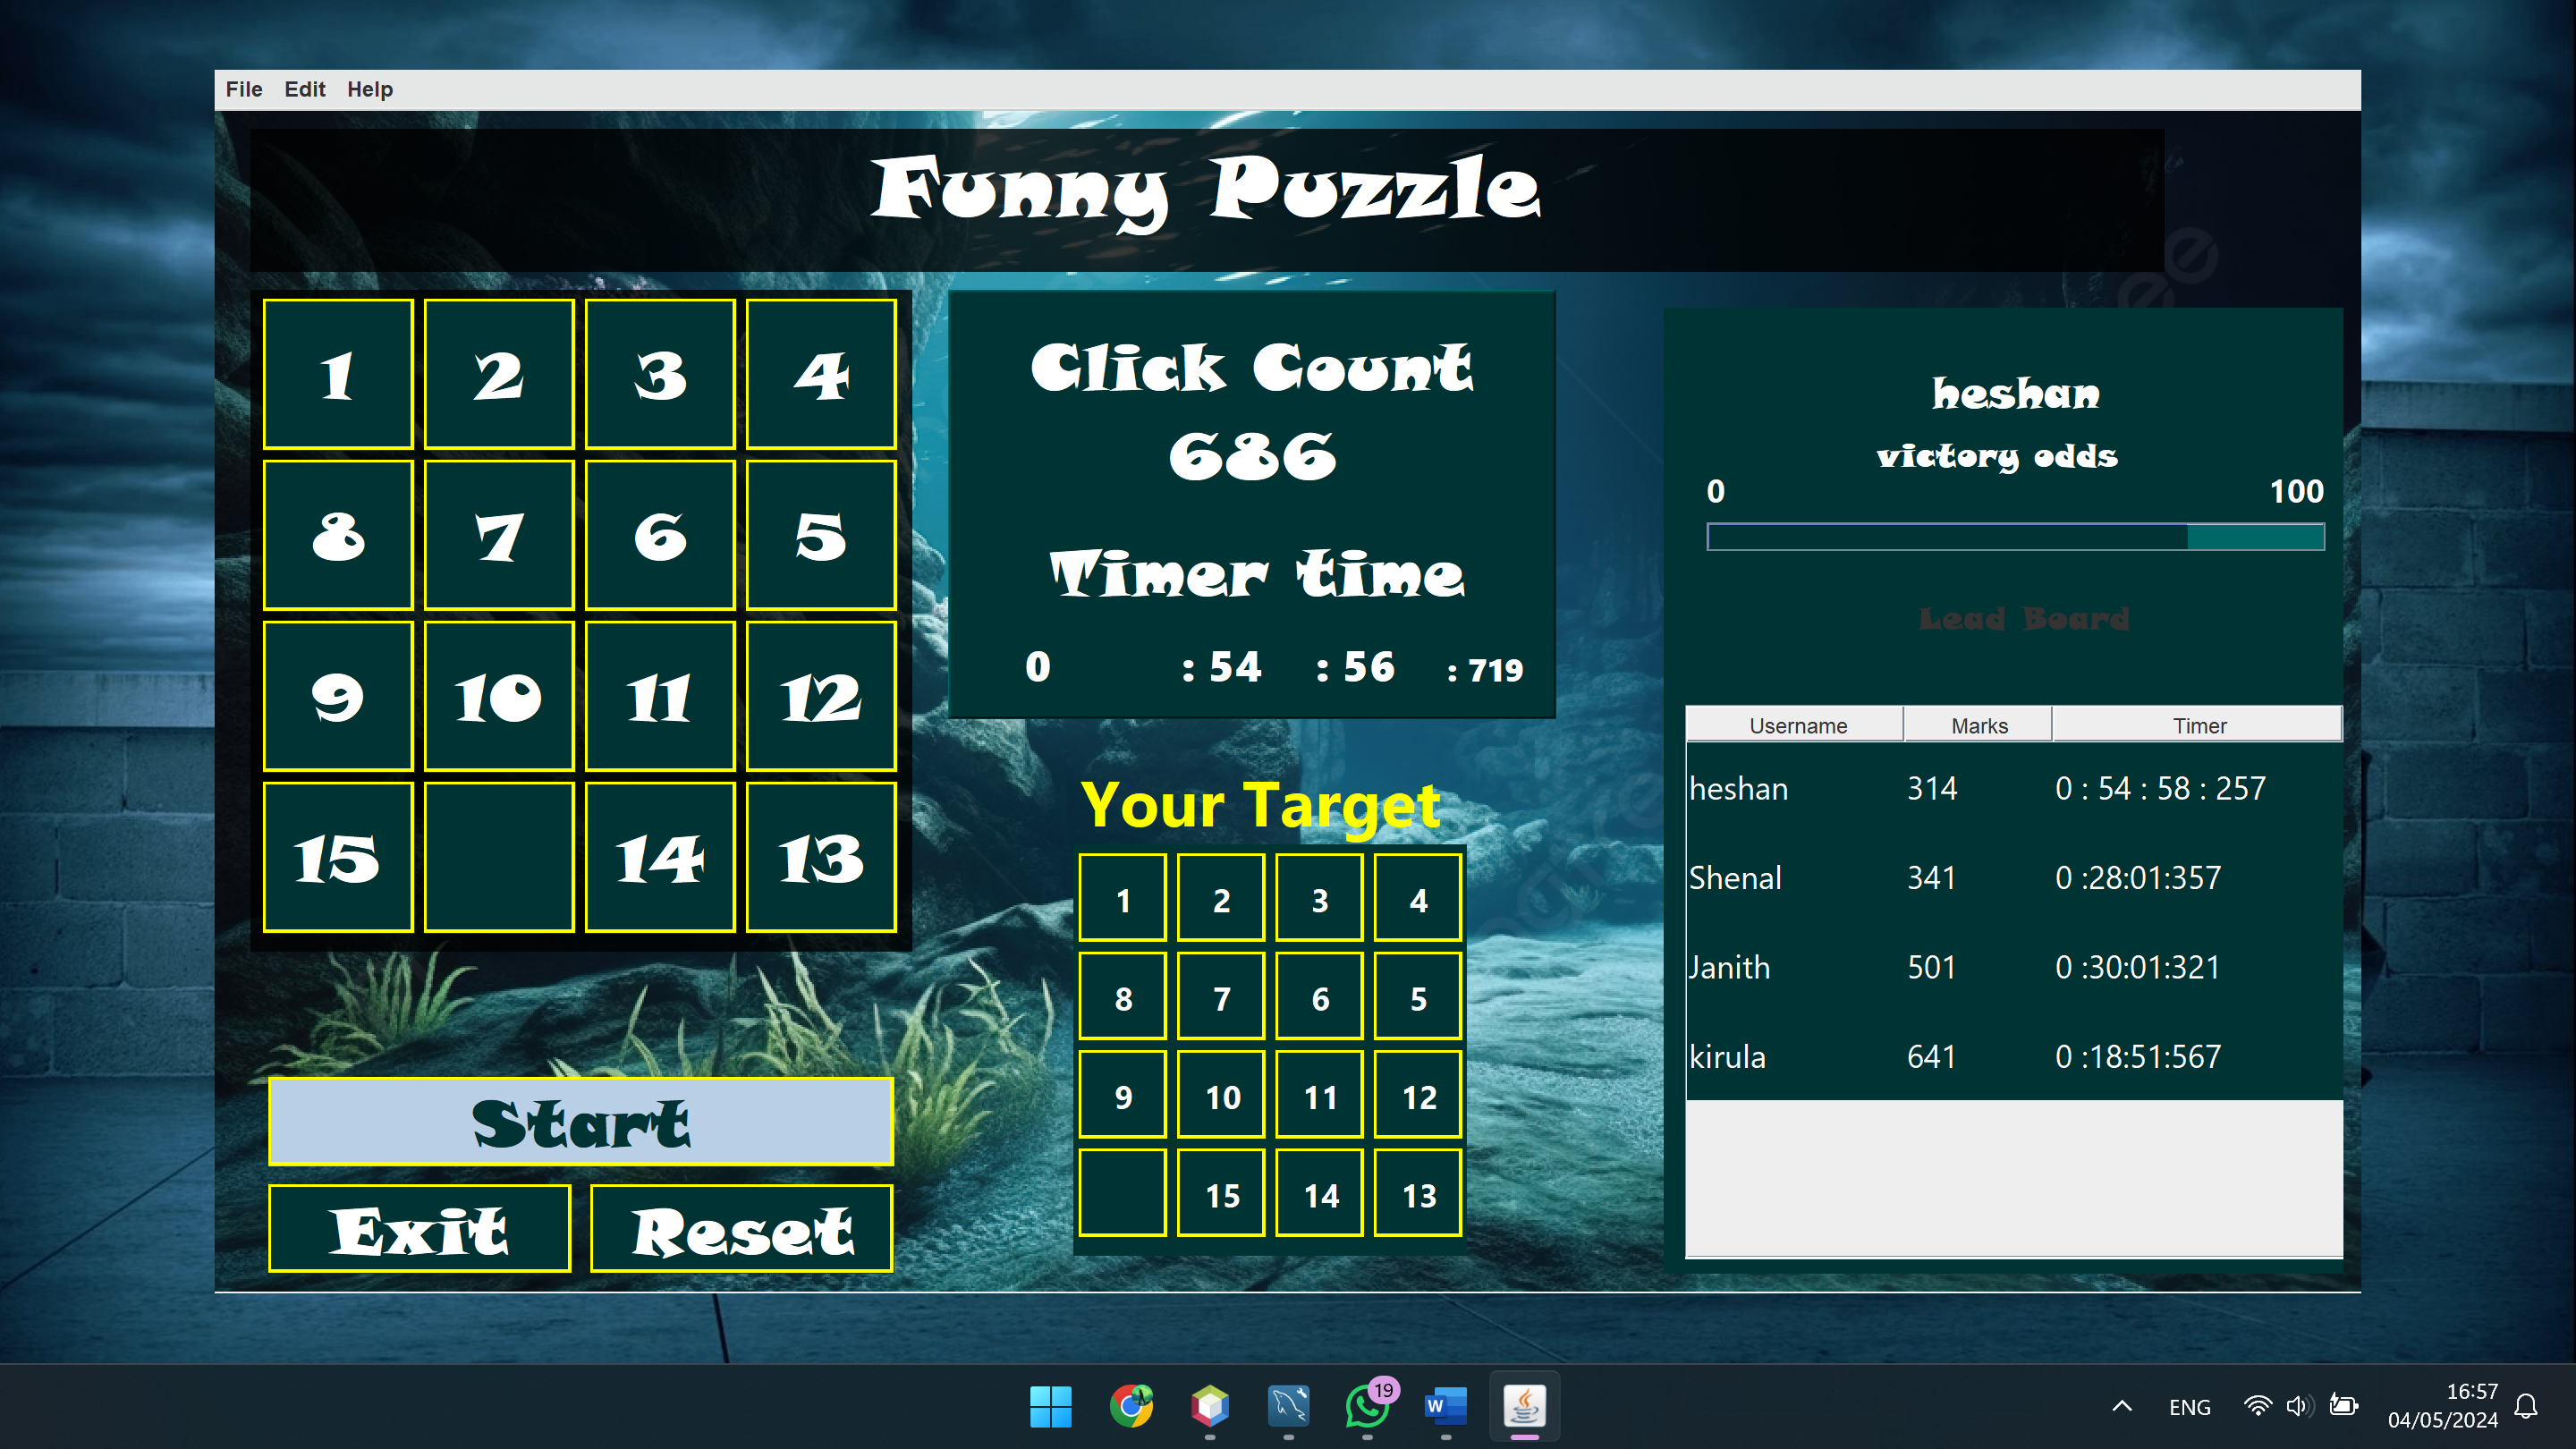 File Edit Help
Funny Puzzle
1 2 3 4
8 7 6 5
9 10 11 12
15 14 13
Start
Exit Reset
Click Count
686
Timer time
0 : 54 : 56 : 719
Your Target
1 2 3 4
8 7 6 5
9 10 11 12
15 14 13
heshan
victory odds
0 100
Lead Board
Username Marks Timer
heshan 314 0 : 54 : 58 : 257
Shenal 341 0 :28:01:357
Janith 501 0 :30:01:321
kirula 641 0 :18:51:567
19
W
ENG
16:57
04/05/2024